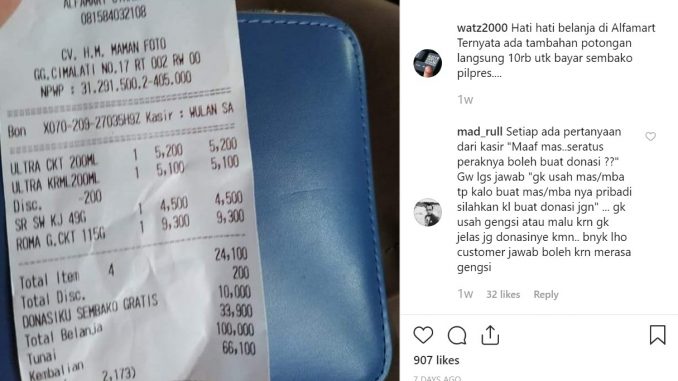 081584032108
CV. H.M. MAMAN FOTO
GG.CIMALATI NO.17 RT 002 RW 00
NPWP : 31.291.500.2-405.000
Bon X070-209-27035H9Z Kasir : WULAN SA
ULTRA CKT 200ML 1 5,200 5,200
ULTRA KRML200ML 1 5,100 5,100
Disc. -200
SR SW KJ 49G 1 4,500 4,500
ROMA G.CKT 115G 1 9,300 9,300
Total Item 4 24,100
Total Disc. 200
DONASIKU SEMBAKO GRATIS 10,000
Total Belanja 33,900
Tunai 100,000
Kembalian 66,100
2,173)
watz2000 Hati hati belanja di Alfamart
Ternyata ada tambahan potongan
langsung 10rb utk bayar sembako
pilpres....
1w
mad_rull Setiap ada pertanyaan
dari kasir "Maaf mas..seratus
peraknya boleh buat donasi ??"
Gw lgs jawab "gk usah mas/mba
tp kalo buat mas/mba nya pribadi
silahkan kl buat donasi jgn" ... gk
usah gengsi atau malu krn gk
jelas jg donasinye kmn.. bnyk lho
customer jawab boleh krn merasa
gengsi
1w 32 likes Reply
907 likes
7 DAYS AGO